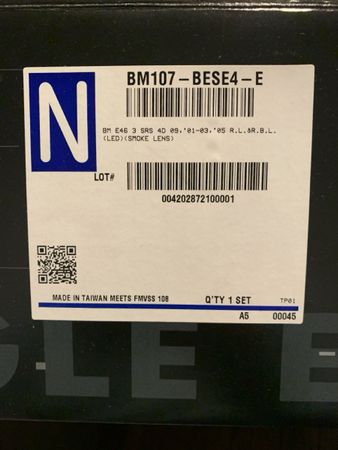 BM107-BESE4-E
N
BM E46 3 SRS 4D 09.'01-03.'05 R.L.&R.B.L.
(LED)(SMOKE LENS)
LOT#
004202872100001
MADE IN TAIWAN MEETS FMVSS 108 Q'TY 1 SET TP01
A5 00045
GLE E